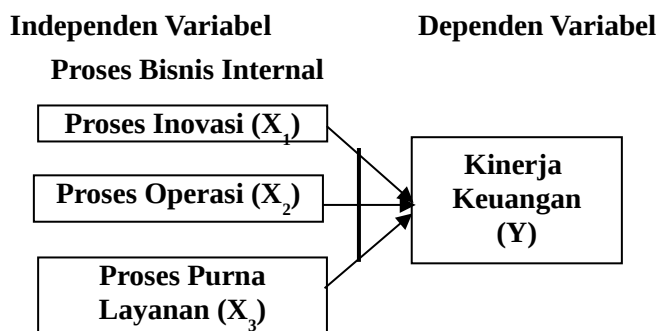 Independen Variabel
Dependen Variabel
Proses Bisnis Internal
Proses Inovasi (X₁)
Proses Operasi (X₂)
Proses Purna
Layanan (X₃)
Kinerja
Keuangan
(Y)